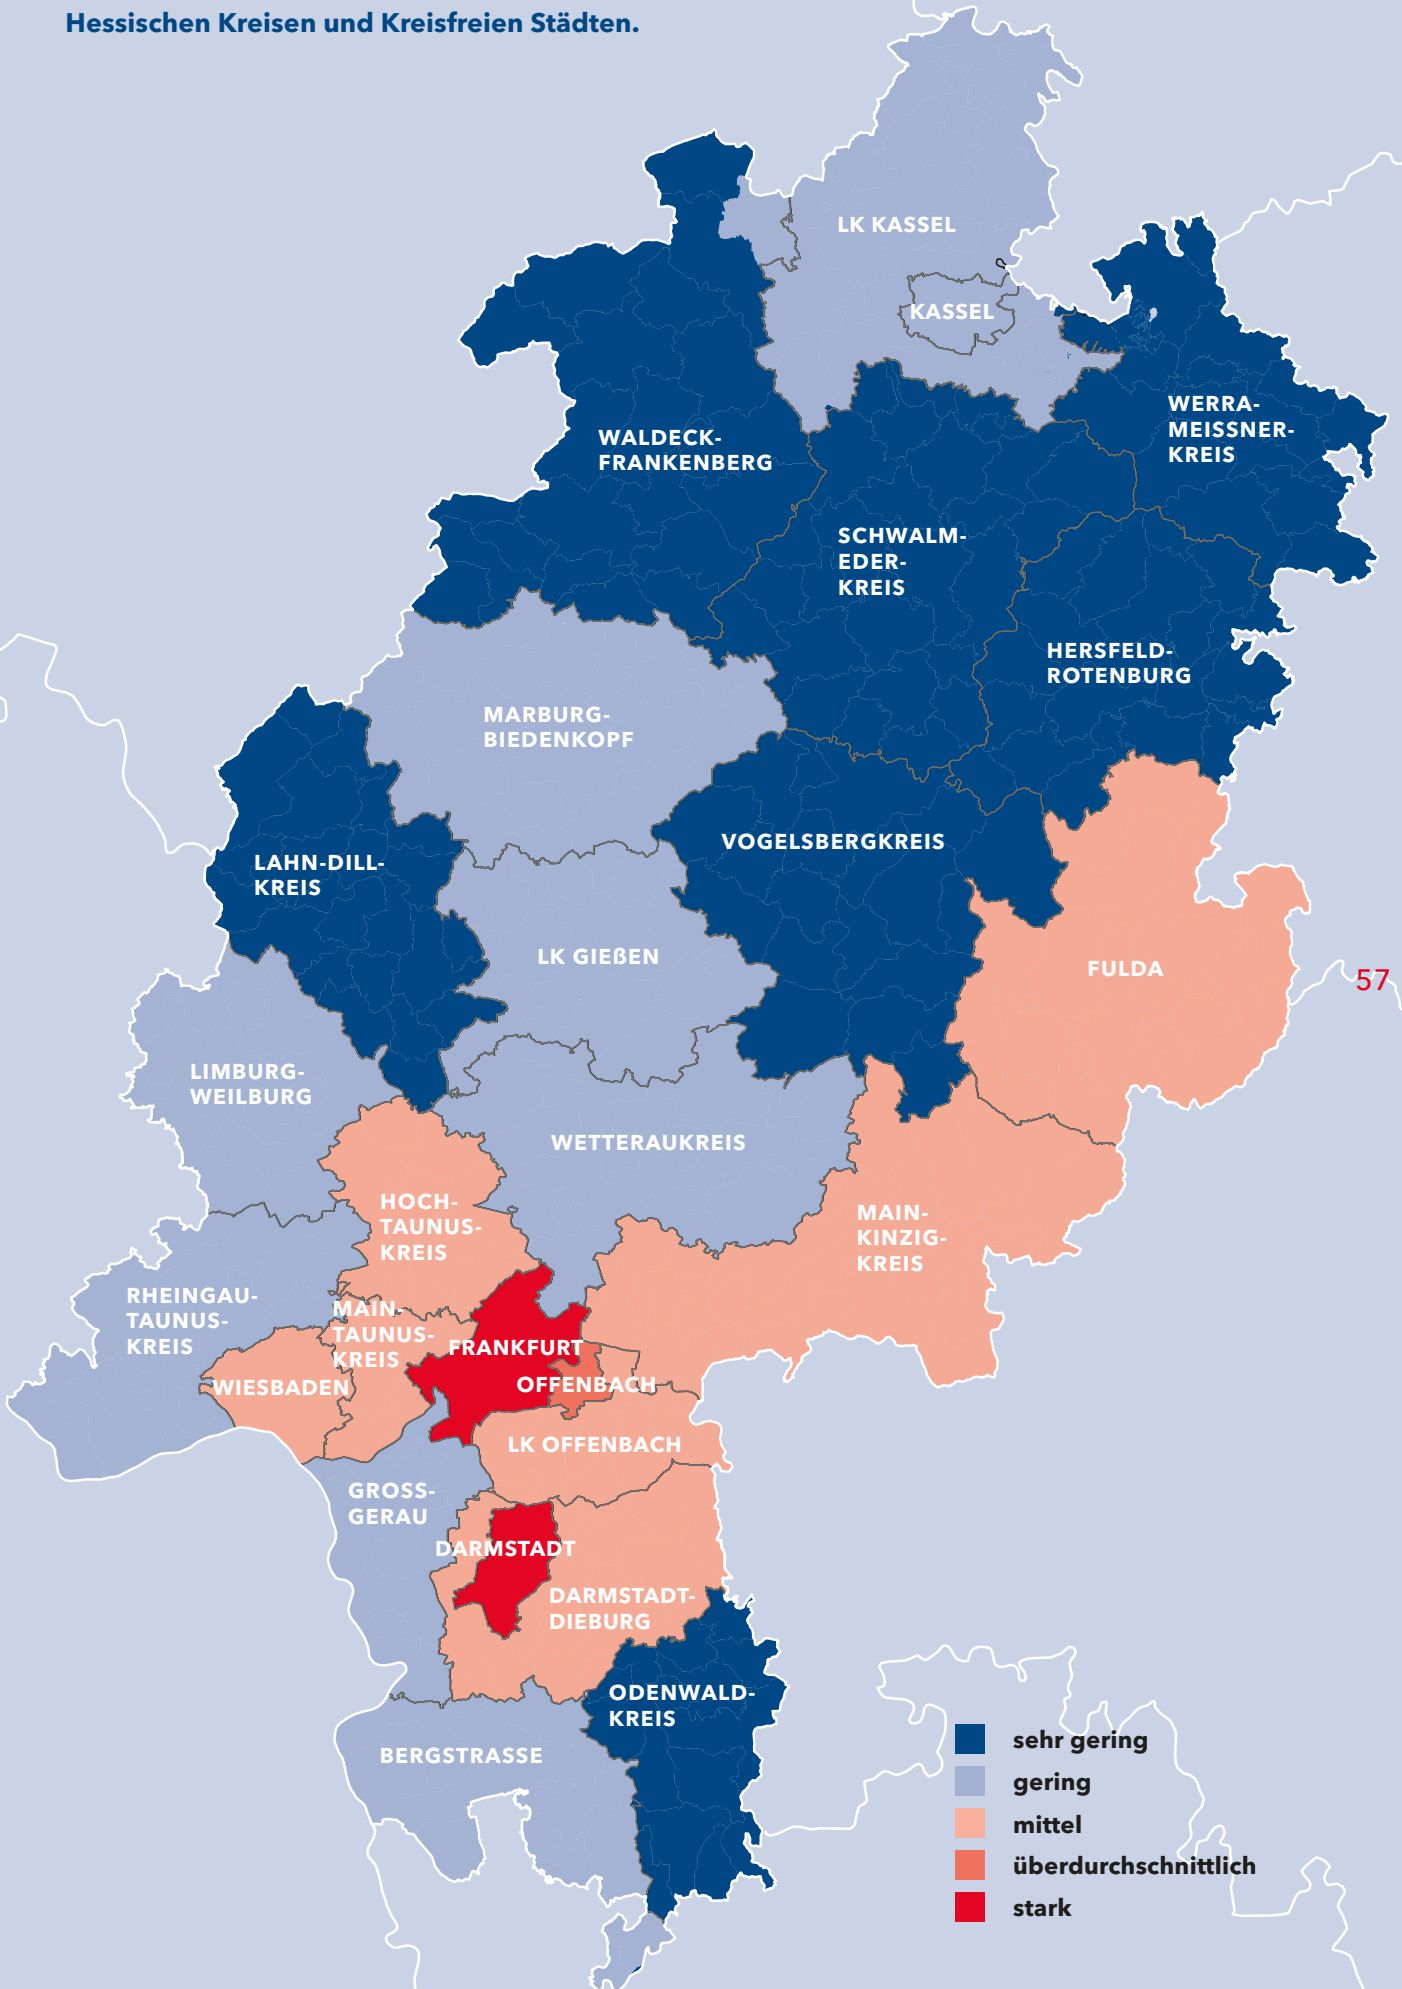 Hessischen Kreisen und Kreisfreien Städten.
LK KASSEL
KASSEL
WERRA-
MEISSNER-
KREIS
WALDECK-
FRANKENBERG
SCHWALM-
EDER-
KREIS
HERSFELD-
ROTENBURG
MARBURG-
BIEDENKOPF
VOGELSBERGKREIS
LAHN-DILL-
KREIS
LK GIEßEN
FULDA
57
LIMBURG-
WEILBURG
WETTERAUKREIS
HOCH-
TAUNUS-
KREIS
MAIN-
KINZIG-
KREIS
RHEINGAU-
TAUNUS-
KREIS
MAIN-
TAUNUS-
KREIS
FRANKFURT
WIESBADEN
OFFENBACH
LK OFFENBACH
GROSS-
GERAU
DARMSTADT
DARMSTADT-
DIEBURG
ODENWALD-
KREIS
BERGSTRASSE
sehr gering
gering
mittel
überdurchschnittlich
stark